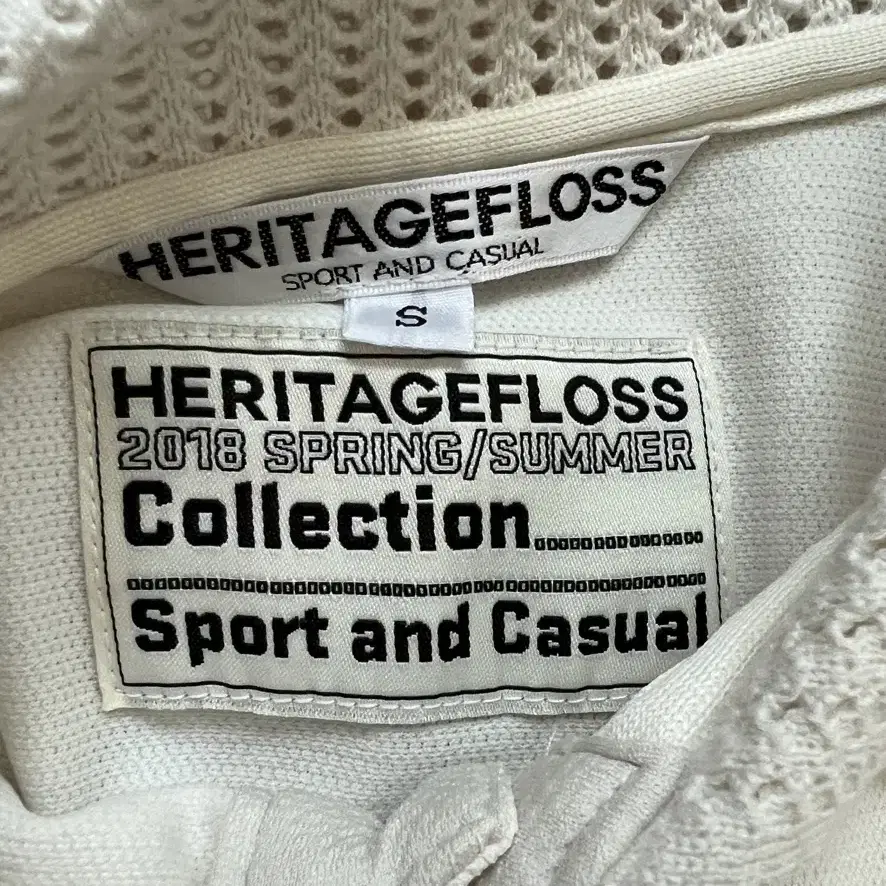 HERITAGEFLOSS
SPORT AND CASUAL
S
HERITAGEFLOSS
2018 SPRING/SUMMER
Collection
Sport and Casual